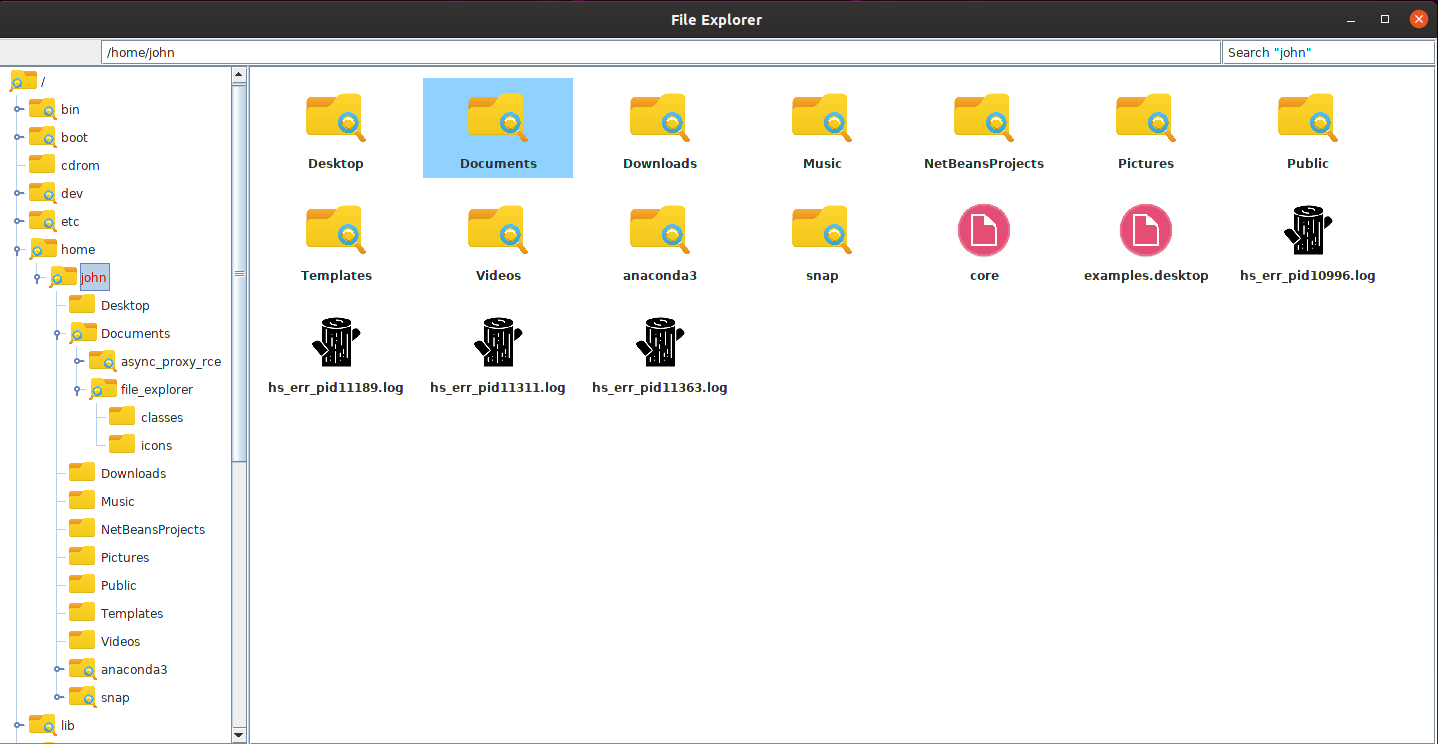 File Explorer
/home/john
Search "john"
/
bin
boot
cdrom
dev
etc
home
john
Desktop
Documents
async_proxy_rce
file_explorer
classes
icons
Downloads
Music
NetBeansProjects
Pictures
Public
Templates
Videos
anaconda3
snap
lib
Desktop Documents Downloads Music NetBeansProjects Pictures Public
Templates Videos anaconda3 snap core examples.desktop hs_err_pid10996.log
hs_err_pid11189.log hs_err_pid11311.log hs_err_pid11363.log